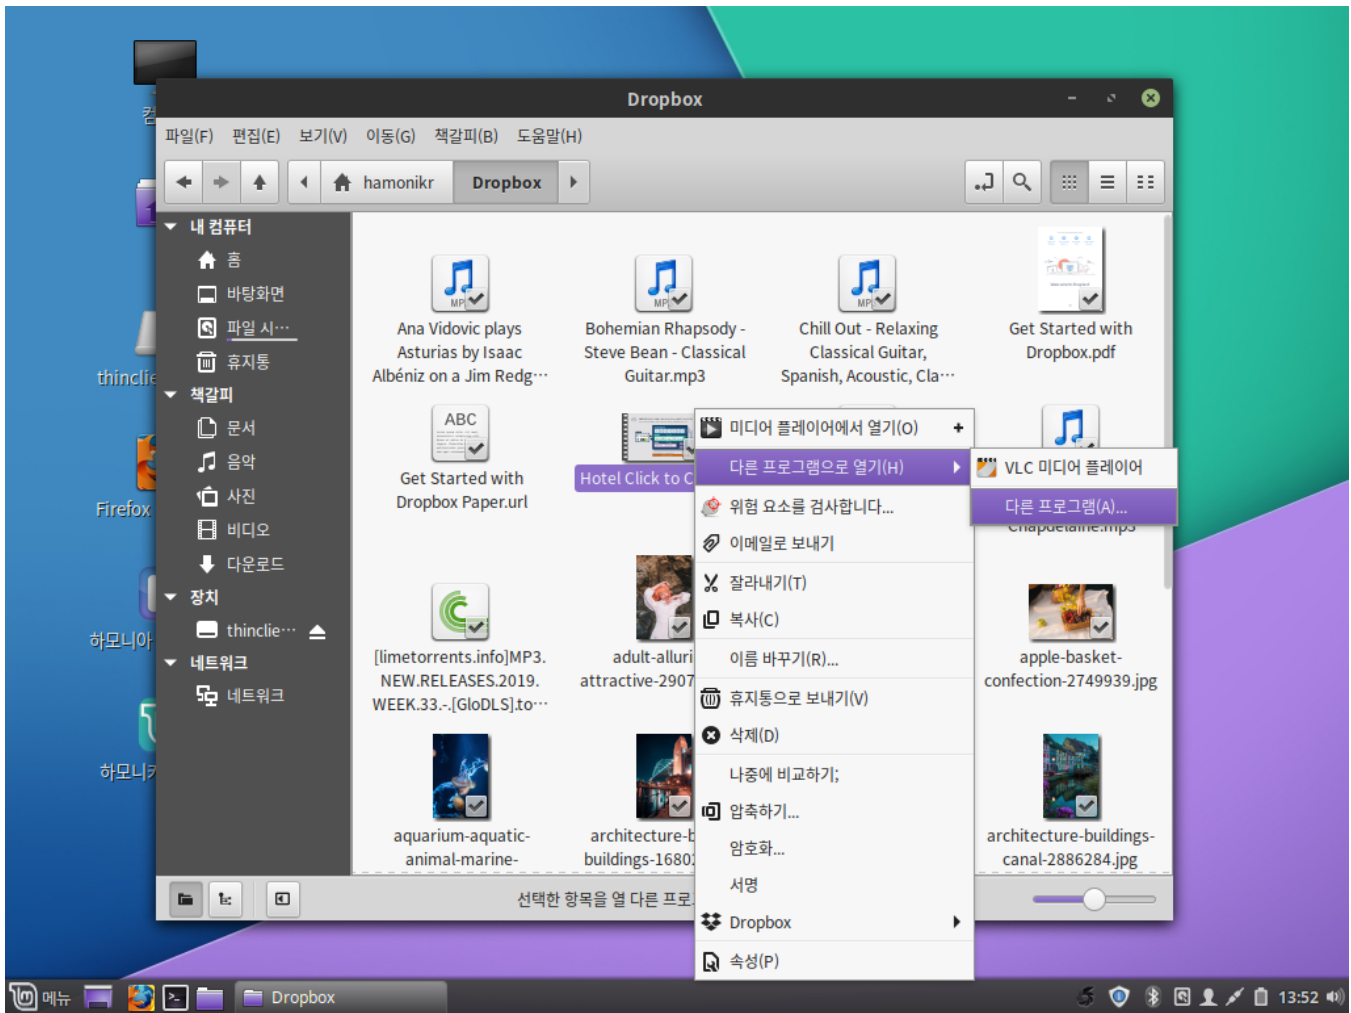 Dropbox
파일(F) 편집(E) 보기(V) 이동(G) 책갈피(B) 도움말(H)
hamonikr Dropbox
내 컴퓨터
홈
바탕화면
파일 시…
휴지통
책갈피
문서
음악
사진
비디오
다운로드
장치
thinclie…
네트워크
네트워크
thinclie
Firefox
하모니아
하모니카
Ana Vidovic plays
Asturias by Isaac
Albéniz on a Jim Redg…
Bohemian Rhapsody -
Steve Bean - Classical
Guitar.mp3
Chill Out - Relaxing
Classical Guitar,
Spanish, Acoustic, Cla…
Get Started with
Dropbox.pdf
ABC
Get Started with
Dropbox Paper.url
Hotel Click to C
Chapdelaine.mp3
[limetorrents.info]MP3.
NEW.RELEASES.2019.
WEEK.33.-.[GloDLS].to…
adult-alluri
attractive-2907
apple-basket-
confection-2749939.jpg
aquarium-aquatic-
animal-marine-
architecture-b
buildings-1680
architecture-buildings-
canal-2886284.jpg
미디어 플레이어에서 열기(O)
다른 프로그램으로 열기(H)
위험 요소를 검사합니다...
이메일로 보내기
잘라내기(T)
복사(C)
이름 바꾸기(R)...
휴지통으로 보내기(V)
삭제(D)
나중에 비교하기;
압축하기...
암호화...
서명
Dropbox
속성(P)
VLC 미디어 플레이어
다른 프로그램(A)...
선택한 항목을 열 다른 프로
메뉴
Dropbox
13:52